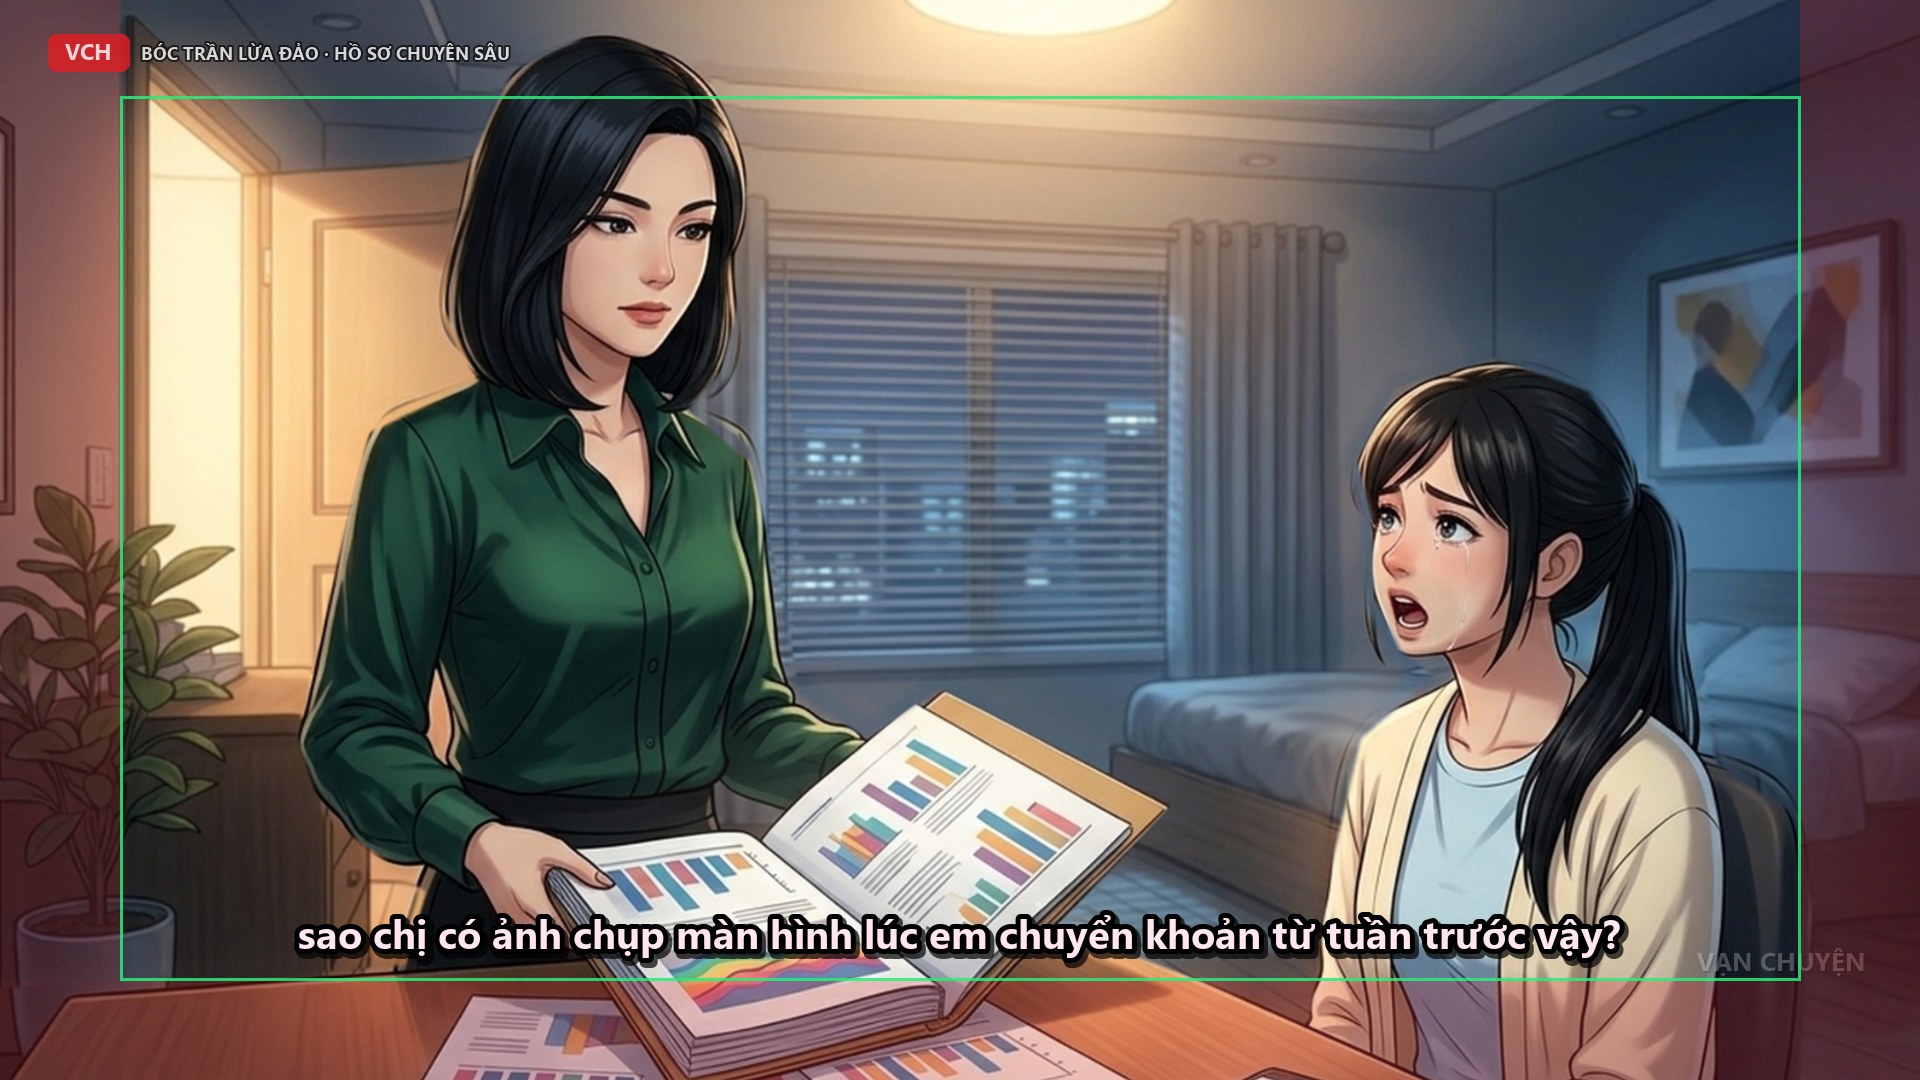 VCH BÓC TRẦN LỪA ĐẢO · HỒ SƠ CHUYÊN SÂU
sao chị có ảnh chụp màn hình lúc em chuyển khoản từ tuần trước vậy?
VẠN CHUYỆN